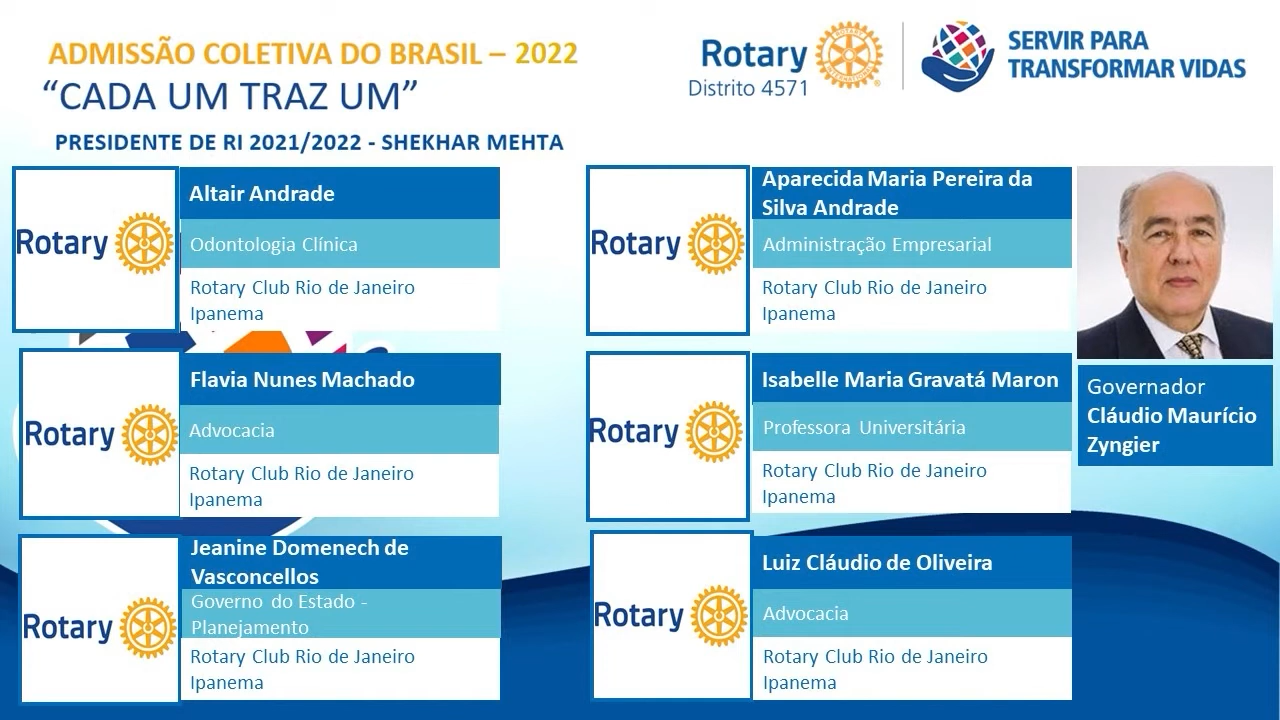 ADMISSÃO COLETIVA DO BRASIL – 2022
“CADA UM TRAZ UM”
PRESIDENTE DE RI 2021/2022 - SHEKHAR MEHTA
Rotary
Distrito 4571
SERVIR PARA
TRANSFORMAR VIDAS
Rotary
Altair Andrade
Odontologia Clínica
Rotary Club Rio de Janeiro
Ipanema
Rotary
Aparecida Maria Pereira da
Silva Andrade
Administração Empresarial
Rotary Club Rio de Janeiro
Ipanema
Governador
Cláudio Maurício
Zyngier
Rotary
Flavia Nunes Machado
Advocacia
Rotary Club Rio de Janeiro
Ipanema
Rotary
Isabelle Maria Gravatá Maron
Professora Universitária
Rotary Club Rio de Janeiro
Ipanema
Rotary
Jeanine Domenech de
Vasconcellos
Governo do Estado -
Planejamento
Rotary Club Rio de Janeiro
Ipanema
Rotary
Luiz Cláudio de Oliveira
Advocacia
Rotary Club Rio de Janeiro
Ipanema